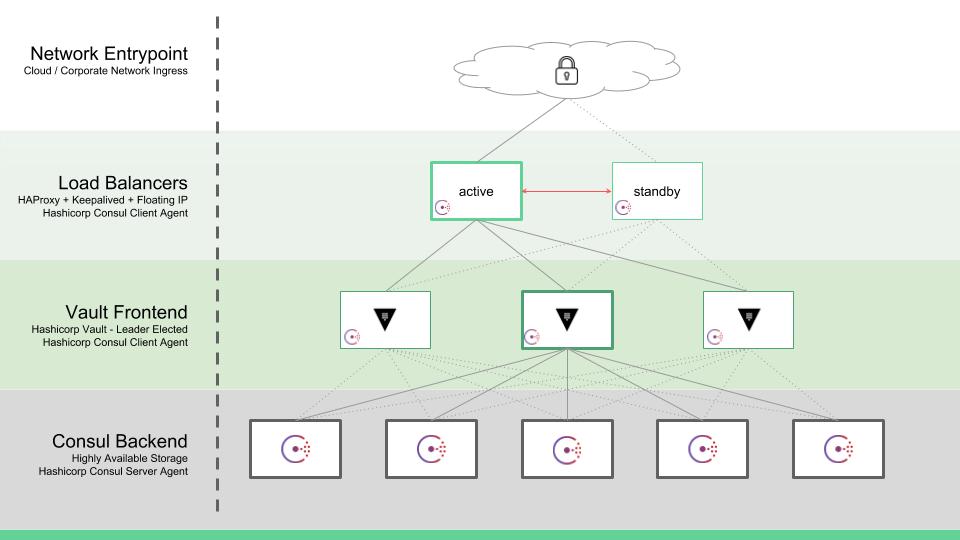 Network Entrypoint
Cloud / Corporate Network Ingress
Load Balancers
HAProxy + Keepalived + Floating IP
Hashicorp Consul Client Agent
active
standby
Vault Frontend
Hashicorp Vault - Leader Elected
Hashicorp Consul Client Agent
Consul Backend
Highly Available Storage
Hashicorp Consul Server Agent